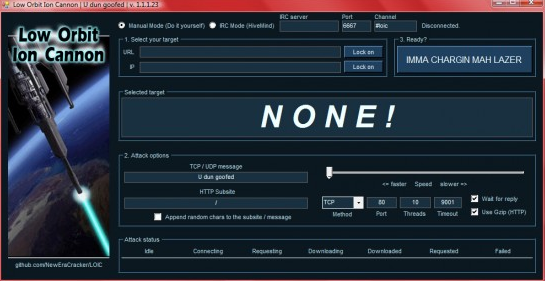 Low Orbit Ion Cannon | U dun goofed | v. 1.1.1.23
Low Orbit
Ion Cannon
Manual Mode (Do it yourself)
IRC Mode (HiveMind)
IRC server
Port
Channel
6667
#loic
Disconnected.
1. Select your target
URL
Lock on
IP
Lock on
3. Ready?
IMMA CHARGIN MAH LAZER
Selected target
NONE!
2. Attack options
TCP / UDP message
U dun goofed
HTTP Subsite
/
Append random chars to the subsite / message
<= faster
Speed
slower =>
TCP
80
10
9001
Method
Port
Threads
Timeout
Wait for reply
Use Gzip (HTTP)
Attack status
Idle
Connecting
Requesting
Downloading
Downloaded
Requested
Failed
github.com/NewEraCracker/LOIC